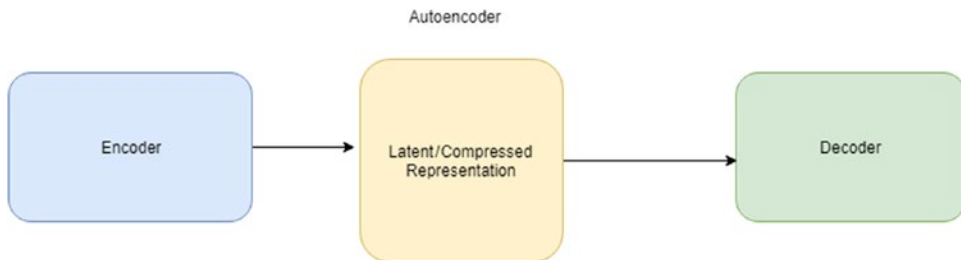 Autoencoder
Encoder
Latent/Compressed
Representation
Decoder